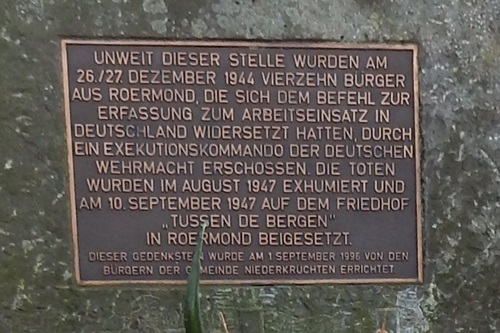 UNWEIT DIESER STELLE WURDEN AM
26./27. DEZEMBER 1944 VIERZEHN BÜRGER
AUS ROERMOND, DIE SICH DEM BEFEHL ZUR
ERFASSUNG ZUM ARBEITSEINSATZ IN
DEUTSCHLAND WIDERSETZT HATTEN, DURCH
EIN EXEKUTIONSKOMMANDO DER DEUTSCHEN
WEHRMACHT ERSCHOSSEN. DIE TOTEN
WURDEN IM AUGUST 1947 EXHUMIERT UND
AM 10. SEPTEMBER 1947 AUF DEM FRIEDHOF
„TUSSEN DE BERGEN"
IN ROERMOND BEIGESETZT.
DIESER GEDENKSTEIN WURDE AM 1. SEPTEMBER 1996 VON DEN
BÜRGERN DER GEMEINDE NIEDERKRÜCHTEN ERRICHTET